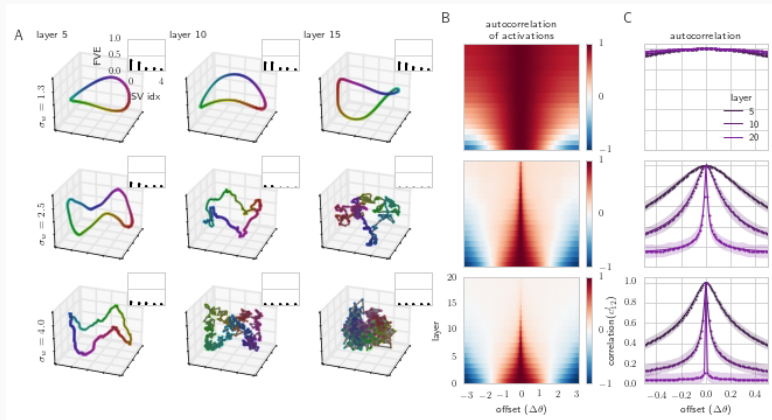 A
layer 5
layer 10
layer 15
FVE
1.0
0.5
0.0
0 4
SV idx
σ_w = 1.3
σ_w = 2.5
σ_w = 4.0
B
autocorrelation
of activations
1
0
−1
1
0
−1
1
0
−1
layer
20
15
10
5
0
−3 −2 −1 0 1 2 3
offset (Δθ)
C
autocorrelation
layer
5
10
20
correlation(c^l_12)
1.0
0.8
0.6
0.4
0.2
0.0
−0.4 −0.2 0.0 0.2 0.4
offset (Δθ)